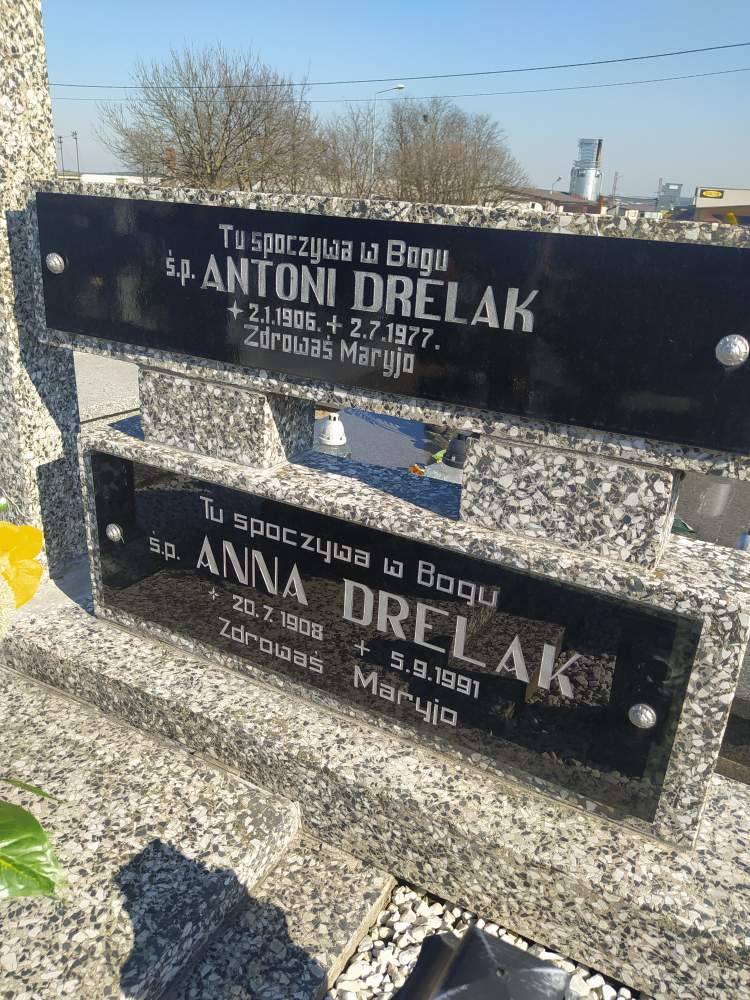 Tu spoczywa w Bogu
ś.p. ANTONI DRELAK
✦ 2.1.1906. + 2.7.1977.
Zdrowaś Maryjo
Tu spoczywa w Bogu
ś.p. ANNA DRELAK
+ 20.7.1908 + 5.9.1991
Zdrowaś Maryjo